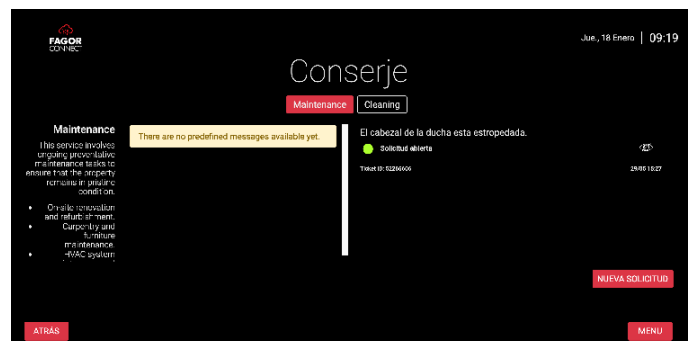 FAGOR
CONNECT
Jue., 18 Enero | 09:19
Conserje
Maintenance
Cleaning
Maintenance
This service involves
ongoing preventative
maintenance tasks to
ensure that the property
remains in pristine
condition.
• On-site renovation
and refurbishment.
• Carpentry and
furniture
maintenance.
• HVAC system
There are no predefined messages available yet.
El cabezal de la ducha esta estropedada.
Solicitud abierta
Ticket ID: 52266606
29/05 16:27
NUEVA SOLICITUD
ATRÁS
MENU